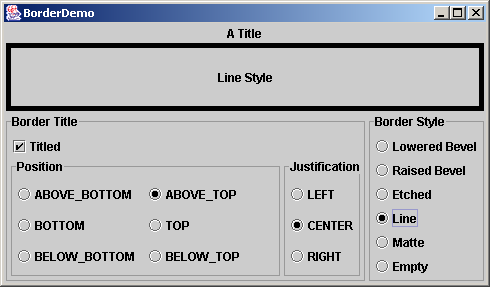 BorderDemo
A Title
Line Style
Border Title
Titled
Position
ABOVE_BOTTOM
ABOVE_TOP
BOTTOM
TOP
BELOW_BOTTOM
BELOW_TOP
Justification
LEFT
CENTER
RIGHT
Border Style
Lowered Bevel
Raised Bevel
Etched
Line
Matte
Empty